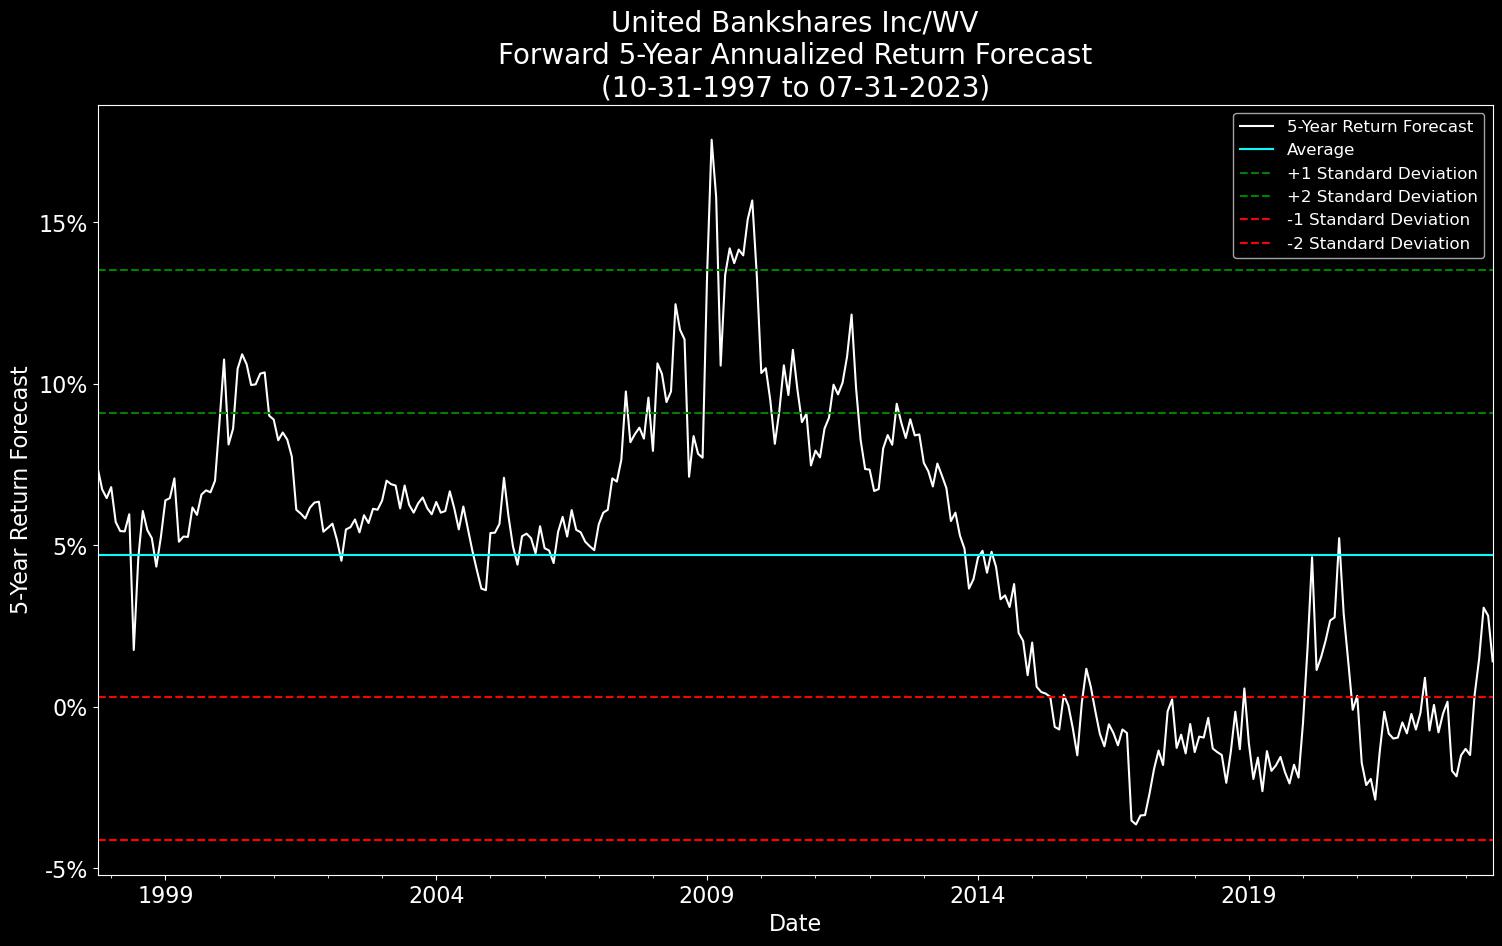 United Bankshares Inc/WV
Forward 5-Year Annualized Return Forecast
(10-31-1997 to 07-31-2023)
5-Year Return Forecast
Average
+1 Standard Deviation
+2 Standard Deviation
-1 Standard Deviation
-2 Standard Deviation
5-Year Return Forecast
15%
10%
5%
0%
-5%
1999
2004
2009
2014
2019
Date